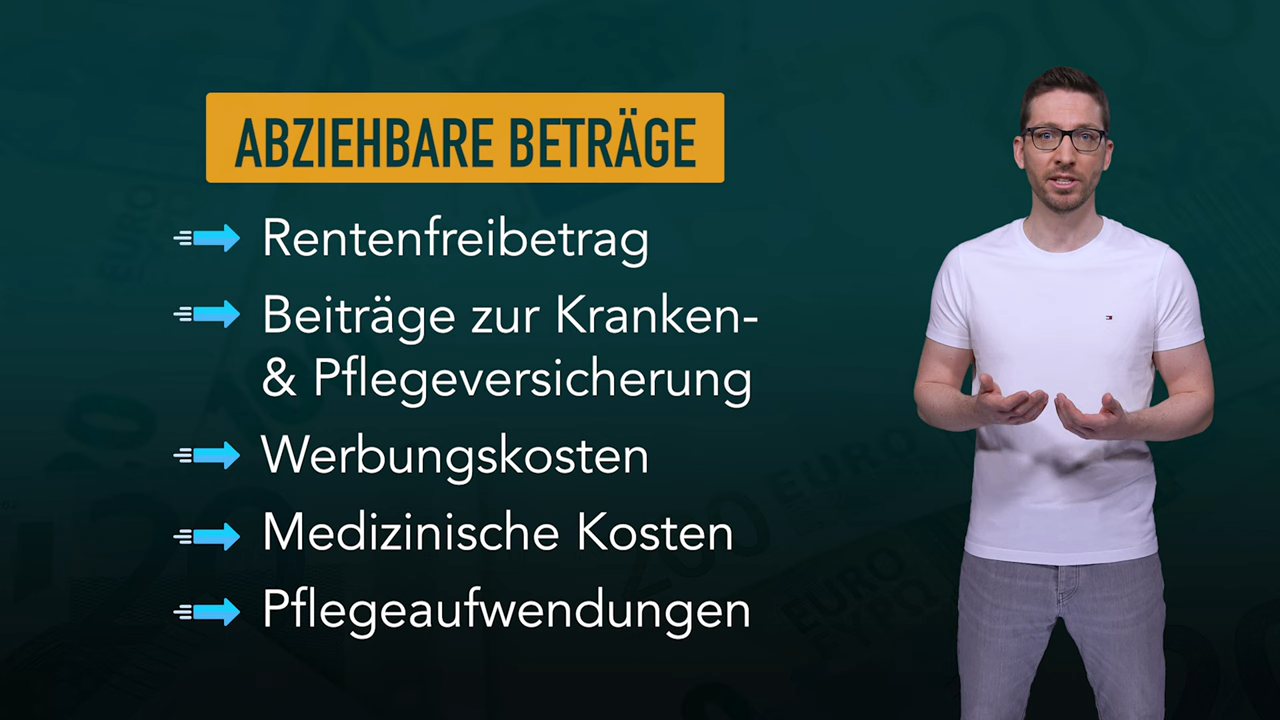 ABZIEHBARE BETRÄGE
Rentenfreibetrag
Beiträge zur Kranken-
& Pflegeversicherung
Werbungskosten
Medizinische Kosten
Pflegeaufwendungen